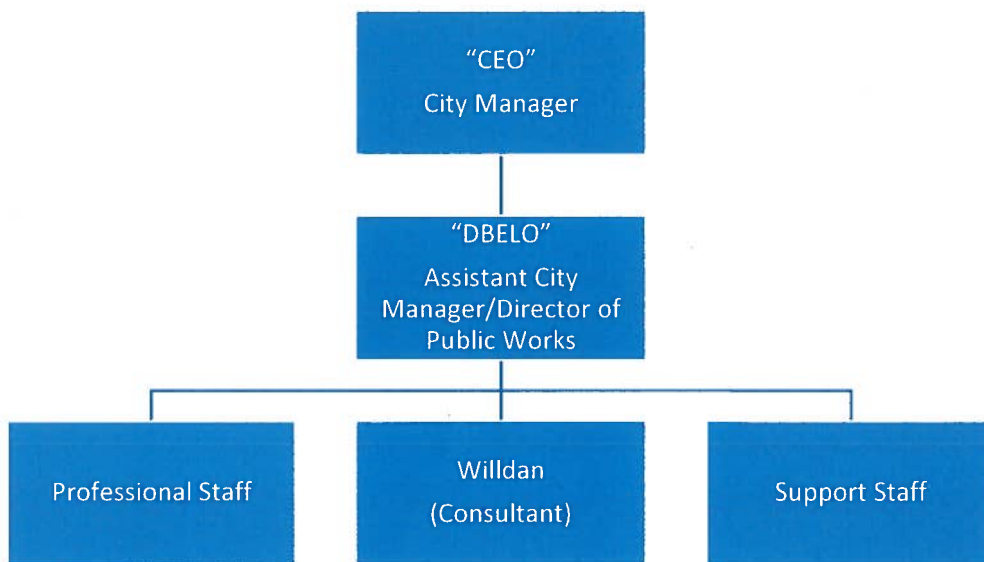 “CEO”
City Manager
“DBELO”
Assistant City
Manager/Director of
Public Works
Professional Staff
Willdan
(Consultant)
Support Staff